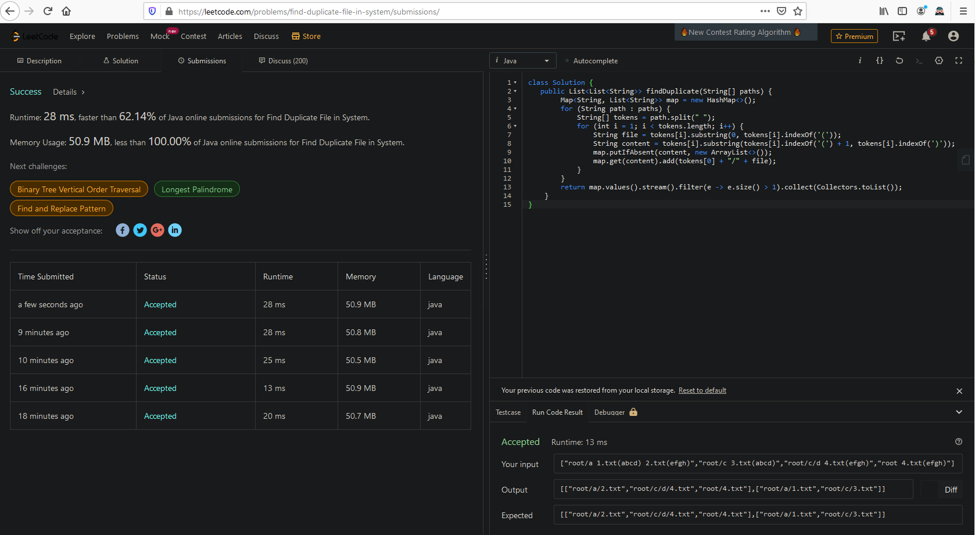 https://leetcode.com/problems/find-duplicate-file-in-system/submissions/
LeetCode
Explore Problems Mock new Contest Articles Discuss Store
New Contest Rating Algorithm
Premium
5
Description Solution Submissions Discuss (200)
Success Details >
Runtime: 28 ms, faster than 62.14% of Java online submissions for Find Duplicate File in System.
Memory Usage: 50.9 MB, less than 100.00% of Java online submissions for Find Duplicate File in System.
Next challenges:
Binary Tree Vertical Order Traversal Longest Palindrome
Find and Replace Pattern
Show off your acceptance:
Time Submitted Status Runtime Memory Language
a few seconds ago Accepted 28 ms 50.9 MB java
9 minutes ago Accepted 28 ms 50.8 MB java
10 minutes ago Accepted 25 ms 50.5 MB java
16 minutes ago Accepted 13 ms 50.9 MB java
18 minutes ago Accepted 20 ms 50.7 MB java
i Java Autocomplete
1 class Solution {
2 public List<List<String>> findDuplicate(String[] paths) {
3 Map<String, List<String>> map = new HashMap<>();
4 for (String path : paths) {
5 String[] tokens = path.split(" ");
6 for (int i = 1; i < tokens.length; i++) {
7 String file = tokens[i].substring(0, tokens[i].indexOf('('));
8 String content = tokens[i].substring(tokens[i].indexOf('(') + 1, tokens[i].indexOf(')'));
9 map.putIfAbsent(content, new ArrayList<>());
10 map.get(content).add(tokens[0] + "/" + file);
11 }
12 }
13 return map.values().stream().filter(e -> e.size() > 1).collect(Collectors.toList());
14 }
15 }
Your previous code was restored from your local storage. Reset to default
Testcase Run Code Result Debugger
Accepted Runtime: 13 ms
Your input ["root/a 1.txt(abcd) 2.txt(efgh)","root/c 3.txt(abcd)","root/c/d 4.txt(efgh)","root 4.txt(efgh)"]
Output [["root/a/2.txt","root/c/d/4.txt","root/4.txt"],["root/a/1.txt","root/c/3.txt"]]
Diff
Expected [["root/a/2.txt","root/c/d/4.txt","root/4.txt"],["root/a/1.txt","root/c/3.txt"]]